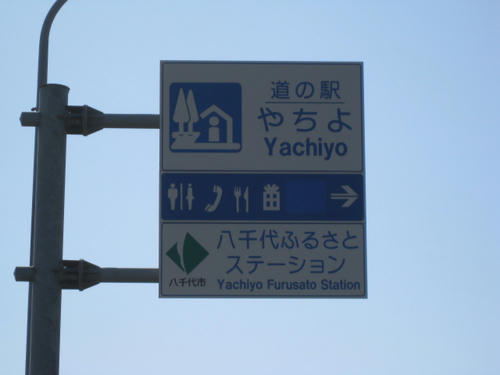 道の駅
やちよ
Yachiyo
八千代ふるさと
ステーション
八千代市
Yachiyo Furusato Station